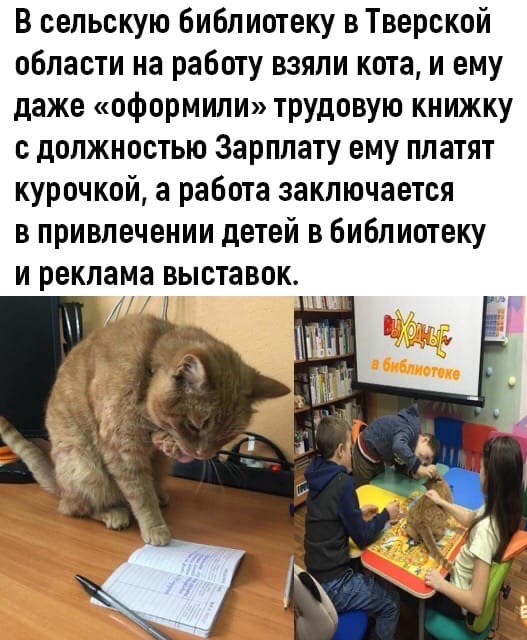 В сельскую библиотеку в Тверской
области на работу взяли кота, и ему
даже «оформили» трудовую книжку
с должностью Зарплату ему платят
курочкой, а работа заключается
в привлечении детей в библиотеку
и реклама выставок.
ВЫХОДНЫЕ
в библиотеке